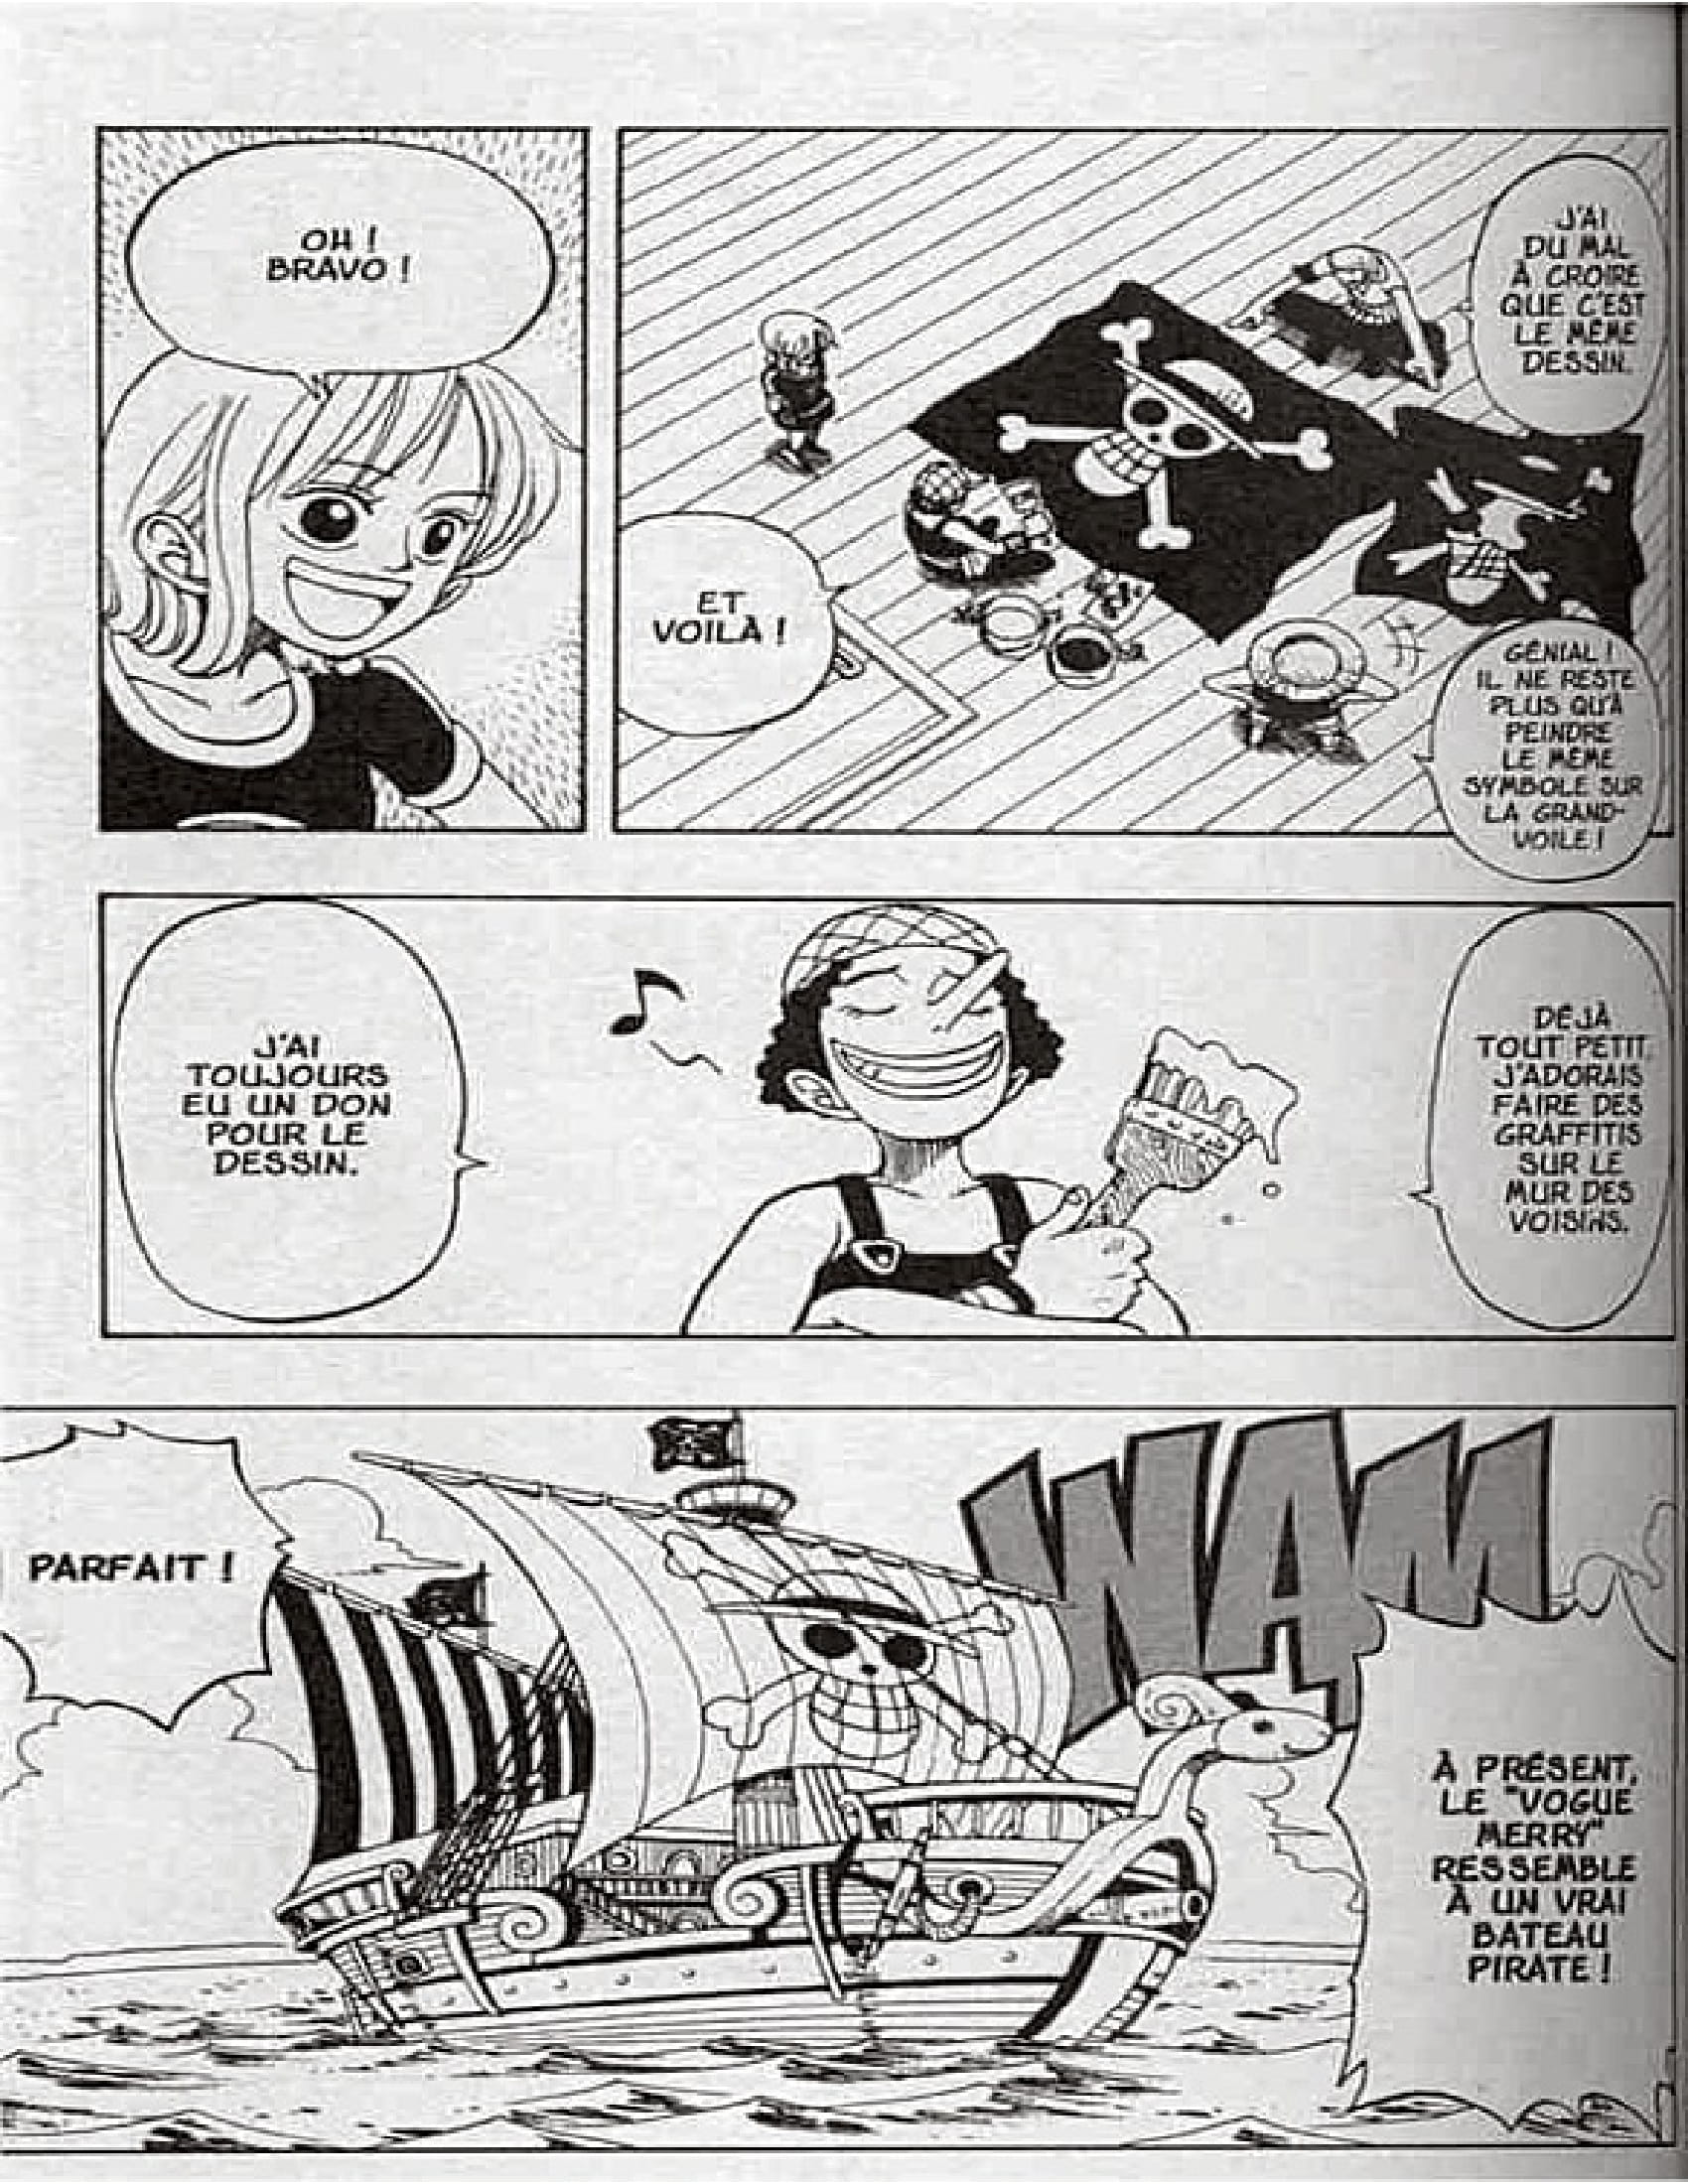 J'AI
DU MAL
À CROIRE
QUE C'EST
LE MÊME
DESSIN.
GÉNIAL !
IL NE RESTE
PLUS QU'À
PEINDRE
LE MÊME
SYMBOLE SUR
LA GRAND-
VOILE !
ET
VOILÀ !
OH !
BRAVO !
DÉJÀ
TOUT PETIT,
J'ADORAIS
FAIRE DES
GRAFFITIS
SUR LE
MUR DES
VOISINS.
J'AI
TOUJOURS
EU UN DON
POUR LE
DESSIN.
WAM
À PRÉSENT,
LE "VOGUE
MERRY"
RESSEMBLE
À UN VRAI
BATEAU
PIRATE !
PARFAIT !